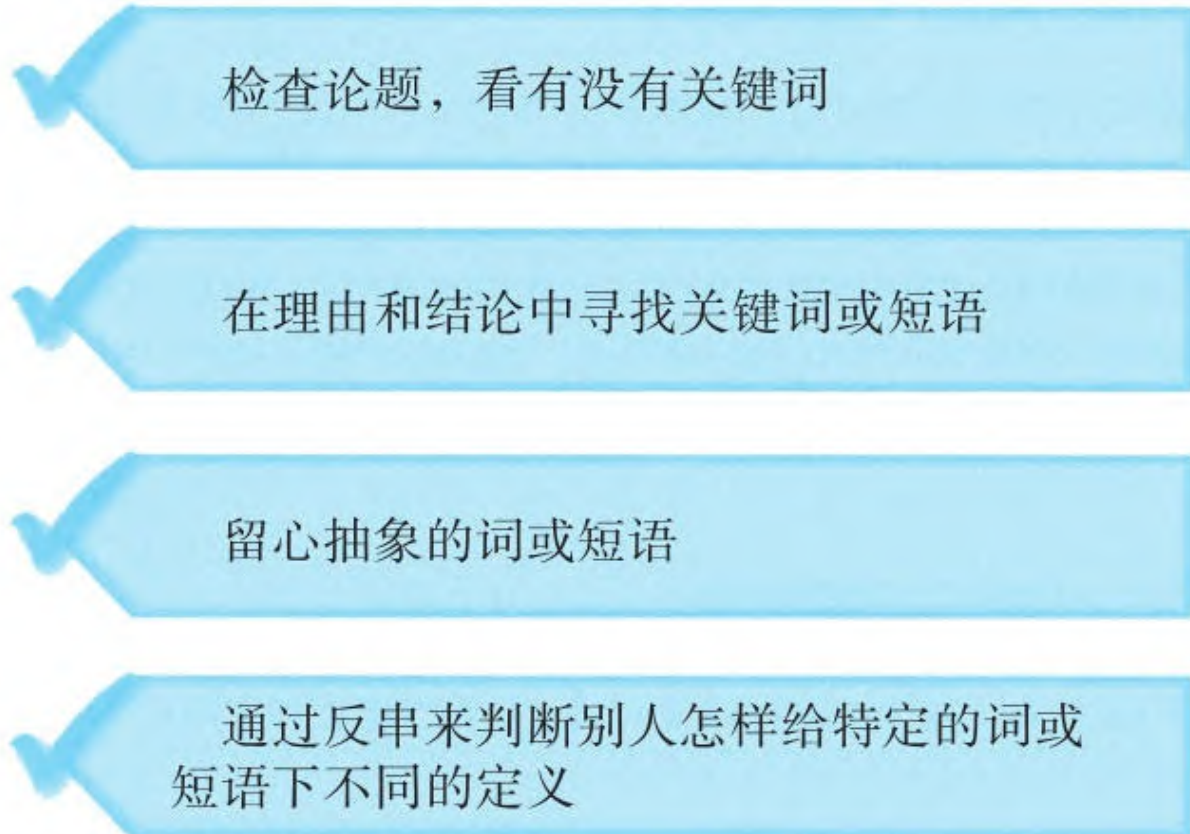 检查论题，看有没有关键词
在理由和结论中寻找关键词或短语
留心抽象的词或短语
通过反串来判断别人怎样给特定的词或
短语下不同的定义